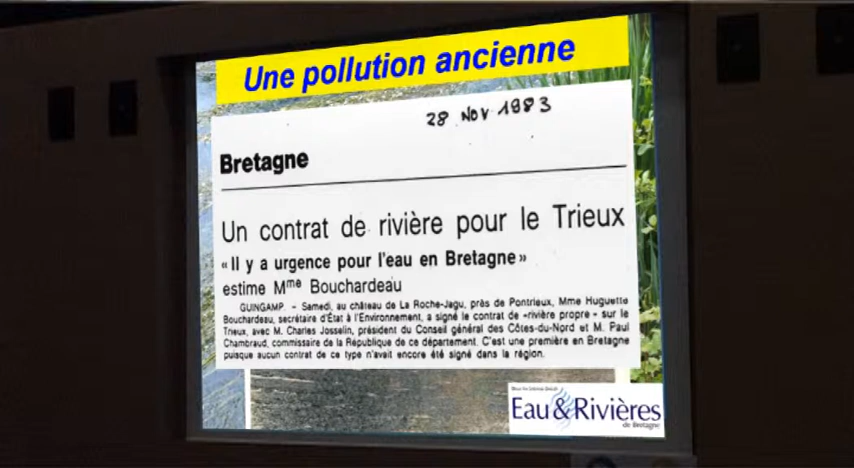 Une pollution ancienne
28 NOV 1983
Bretagne
Un contrat de rivière pour le Trieux
« Il y a urgence pour l'eau en Bretagne »
estime Mme Bouchardeau
GUINGAMP. – Samedi, au château de La Roche-Jagu, près de Pontrieux, Mme Huguette
Bouchardeau, secrétaire d'État à l'Environnement, a signé le contrat de «rivière propre» sur le
Trieux, avec M. Charles Josselin, président du Conseil général des Côtes-du-Nord et M. Paul
Chambraud, commissaire de la République de ce département. C'est une première en Bretagne
puisque aucun contrat de ce type n'avait encore été signé dans la région.
Eau & Rivières
de Bretagne